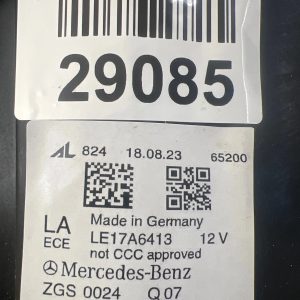 29085
AL 824 18.08.23 65200
LA Made in Germany
ECE LE17A6413 12 V
not CCC approved
Mercedes-Benz
ZGS 0024 Q 07